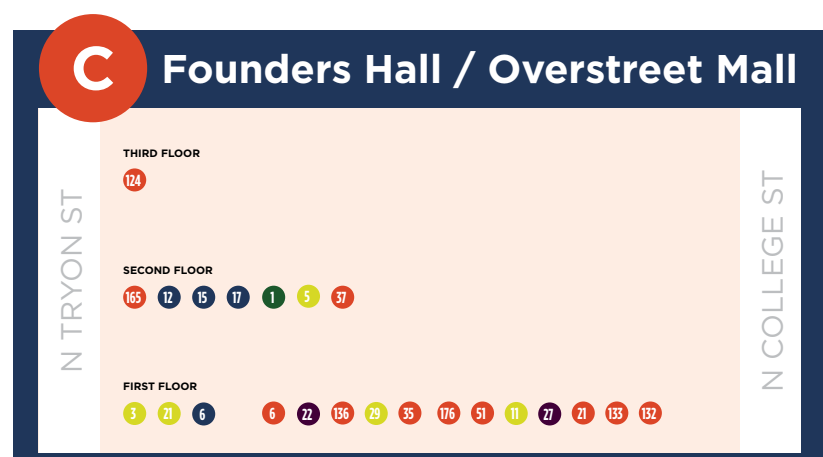 C
Founders Hall / Overstreet Mall
N TRYON ST
THIRD FLOOR
124
SECOND FLOOR
165 12 15 17 1 5 37
FIRST FLOOR
3 21 6 6 22 136 29 35 176 51 11 27 21 133 132
N COLLEGE ST